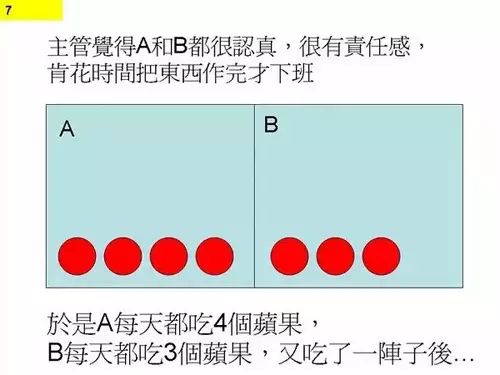 7
主管覺得A和B都很認真，很有責任感，
肯花時間把東西作完才下班
A
B
於是A每天都吃4個蘋果，
B每天都吃3個蘋果，又吃了一陣子後…